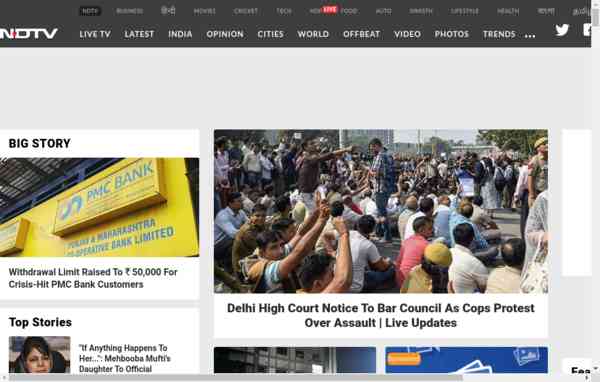 NDTV BUSINESS हिन्दी MOVIES CRICKET TECH LIVE FOOD AUTO SWASTH LIFESTYLE HEALTH বাংলা தமிழ்
NDTV LIVE TV LATEST INDIA OPINION CITIES WORLD OFFBEAT VIDEO PHOTOS TRENDS ...
BIG STORY
PMC BANK
PUNJAB & MAHARASHTRA
CO-OPERATIVE BANK LIMITED
Withdrawal Limit Raised To ₹ 50,000 For
Crisis-Hit PMC Bank Customers
Delhi High Court Notice To Bar Council As Cops Protest
Over Assault | Live Updates
Top Stories
"If Anything Happens To
Her...": Mehbooba Mufti's
Daughter To Official
Sponsored
Fea